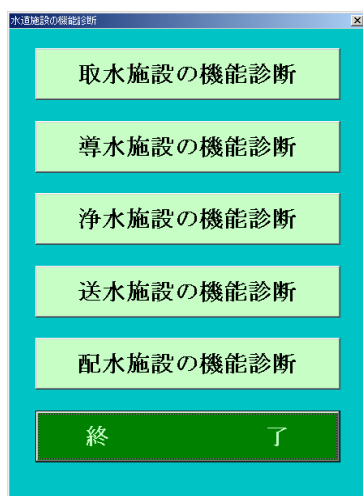 水道施設の機能診断
取水施設の機能診断
導水施設の機能診断
浄水施設の機能診断
送水施設の機能診断
配水施設の機能診断
終　了